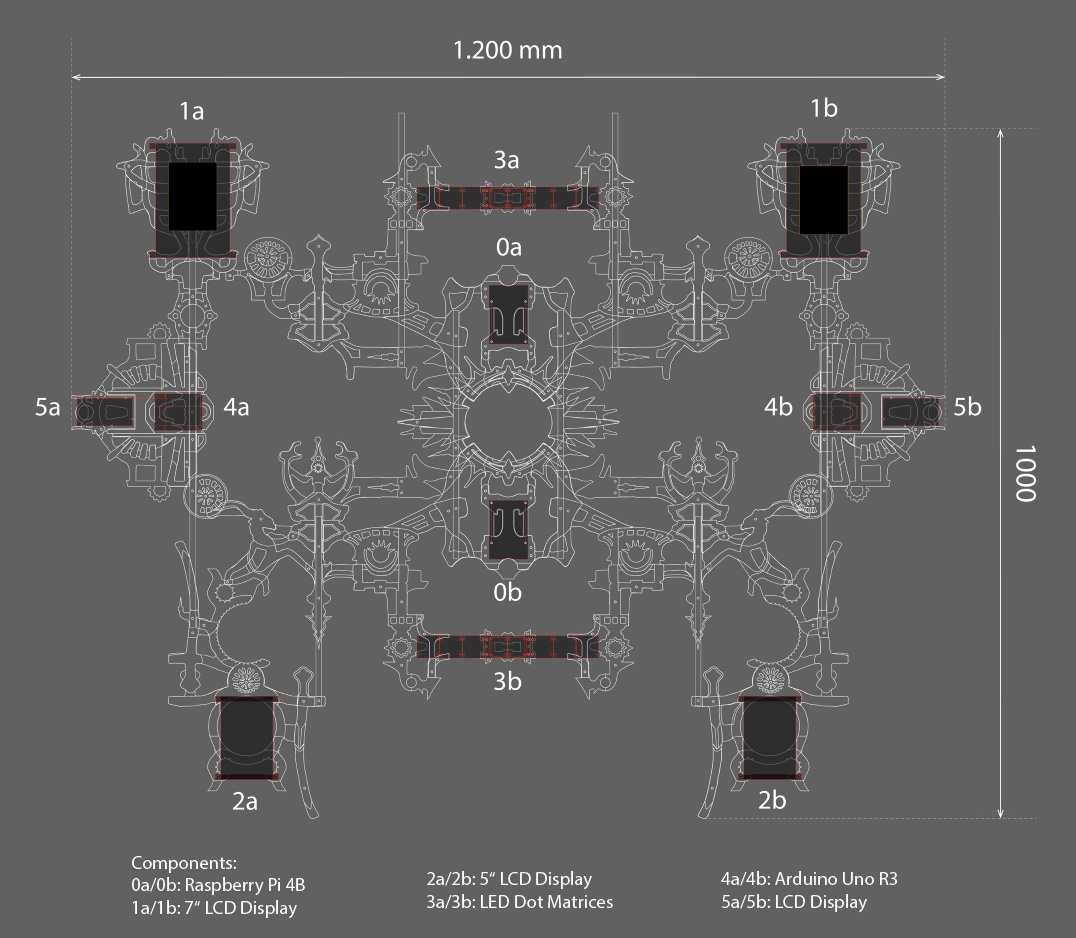 1.200 mm
1a
1b
3a
0a
5a
4a
4b
5b
1000
0b
3b
2a
2b
Components:
0a/0b: Raspberry Pi 4B
1a/1b: 7“ LCD Display
2a/2b: 5“ LCD Display
3a/3b: LED Dot Matrices
4a/4b: Arduino Uno R3
5a/5b: LCD Display